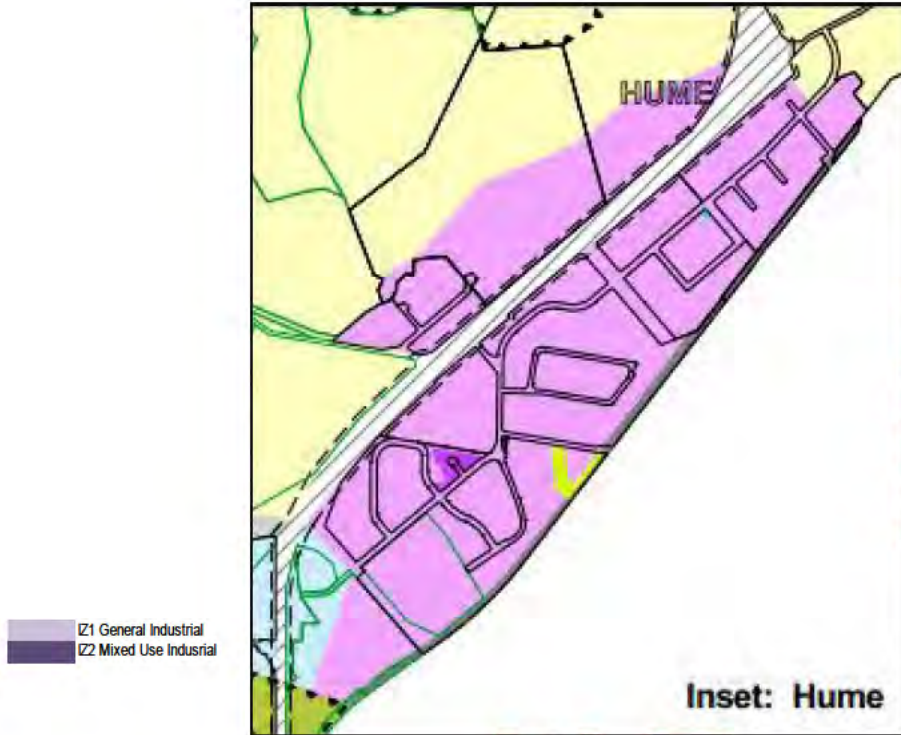 HUME
IZ1 General Industrial
IZ2 Mixed Use Indusrial
Inset: Hume